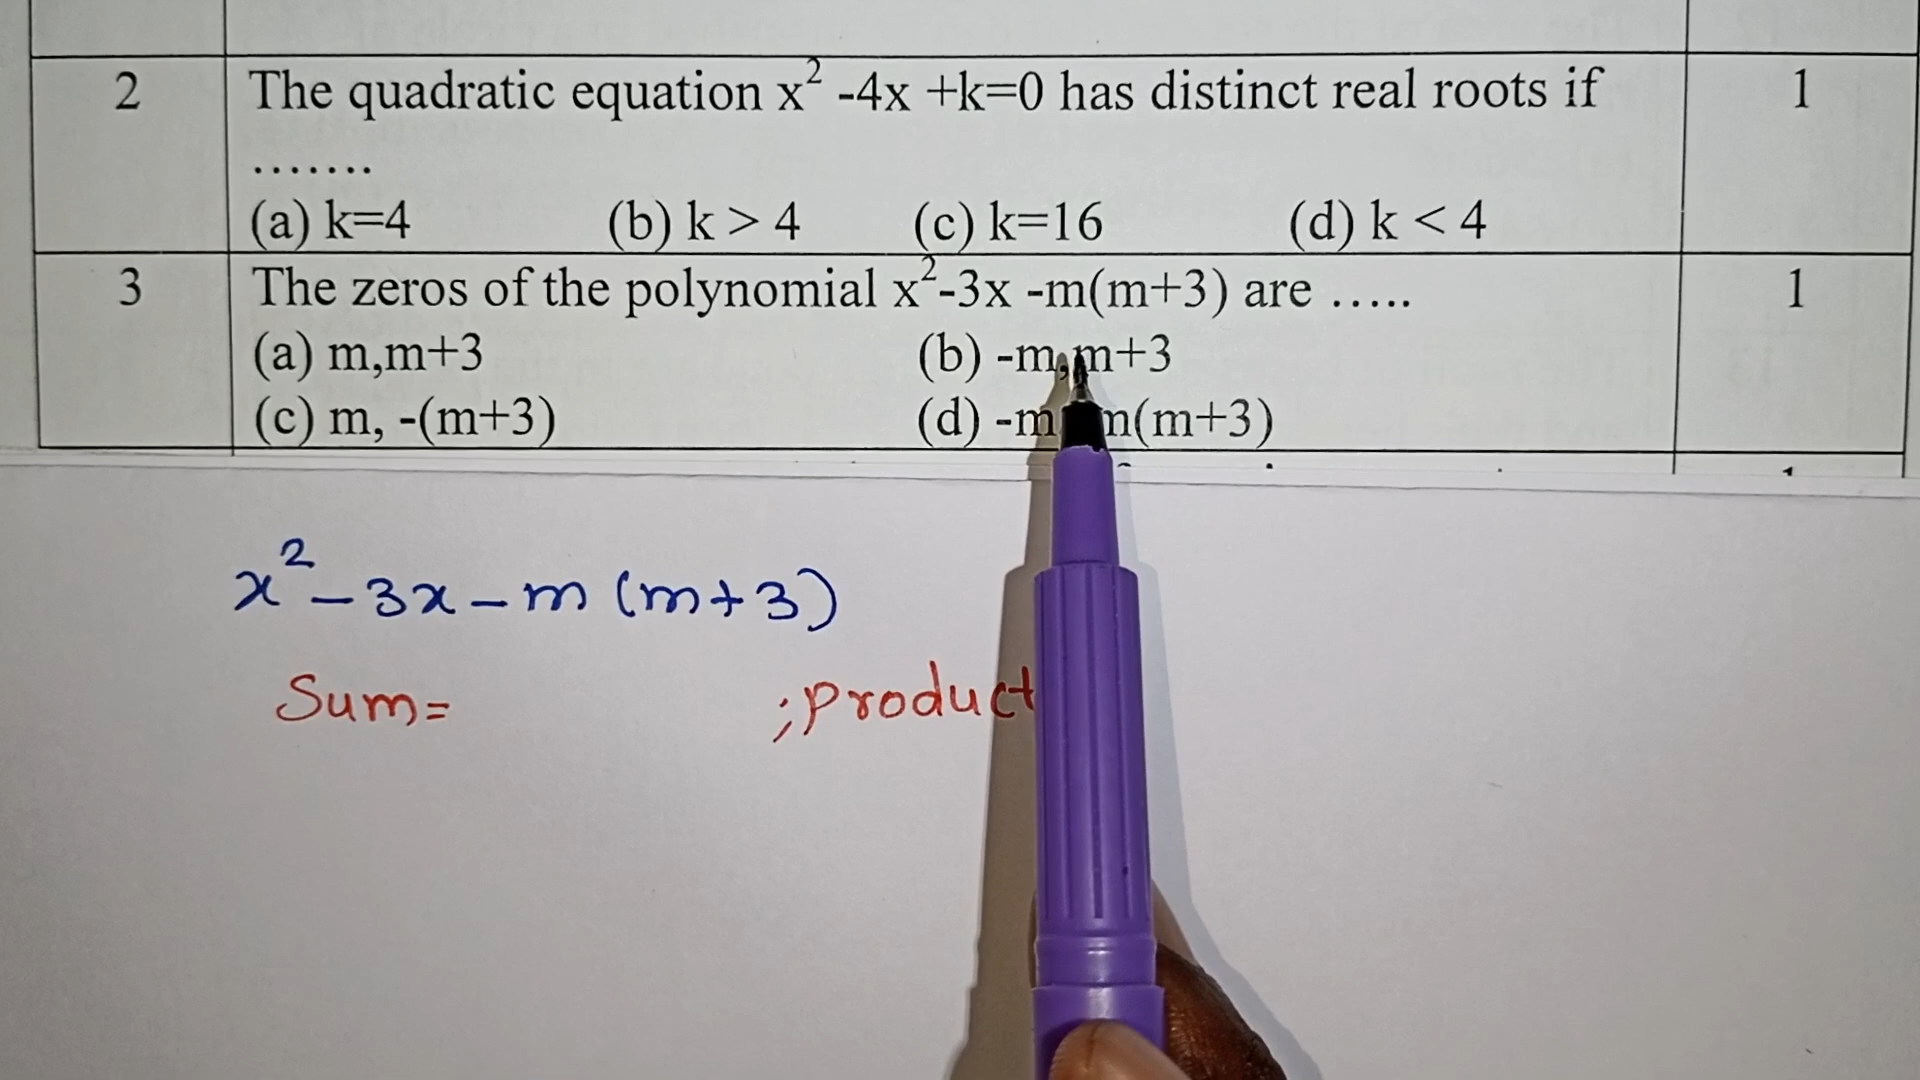 2 The quadratic equation x² -4x +k=0 has distinct real roots if 1
.......
(a) k=4 (b) k > 4 (c) k=16 (d) k < 4
3 The zeros of the polynomial x²-3x -m(m+3) are ..... 1
(a) m,m+3 (b) -m,m+3
(c) m, -(m+3) (d) -m m(m+3)
x² - 3x - m (m+3)
Sum= ; product